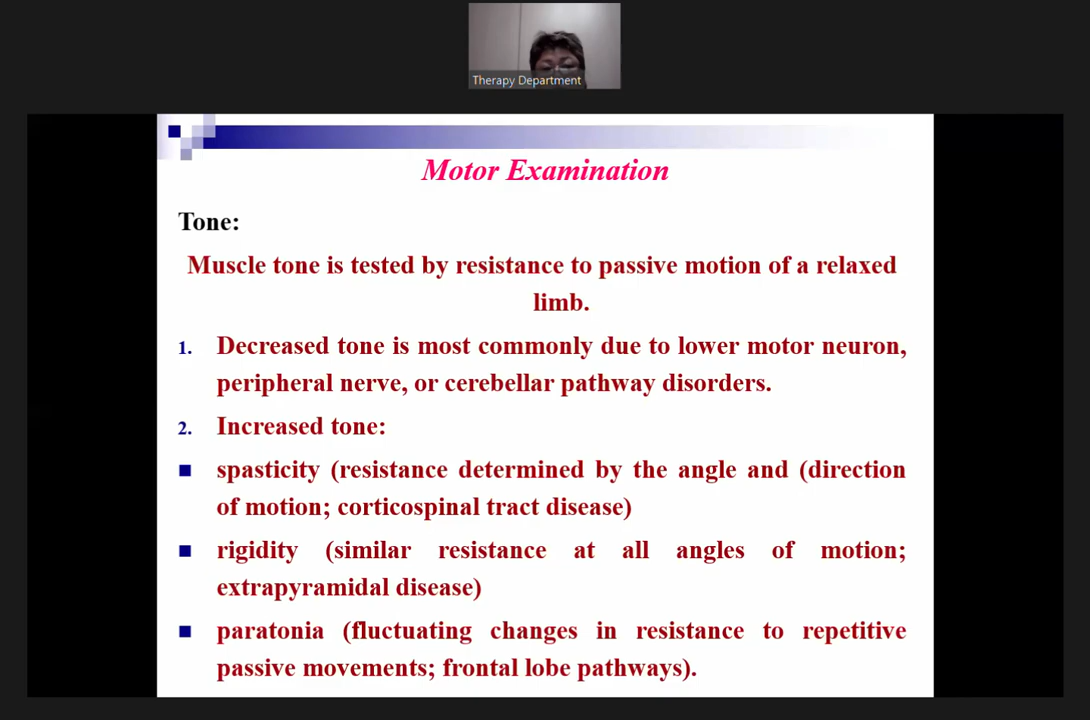 Therapy Department
Motor Examination
Tone:
Muscle tone is tested by resistance to passive motion of a relaxed
limb.
1. Decreased tone is most commonly due to lower motor neuron,
peripheral nerve, or cerebellar pathway disorders.
2. Increased tone:
■ spasticity (resistance determined by the angle and (direction
of motion; corticospinal tract disease)
■ rigidity (similar resistance at all angles of motion;
extrapyramidal disease)
■ paratonia (fluctuating changes in resistance to repetitive
passive movements; frontal lobe pathways).